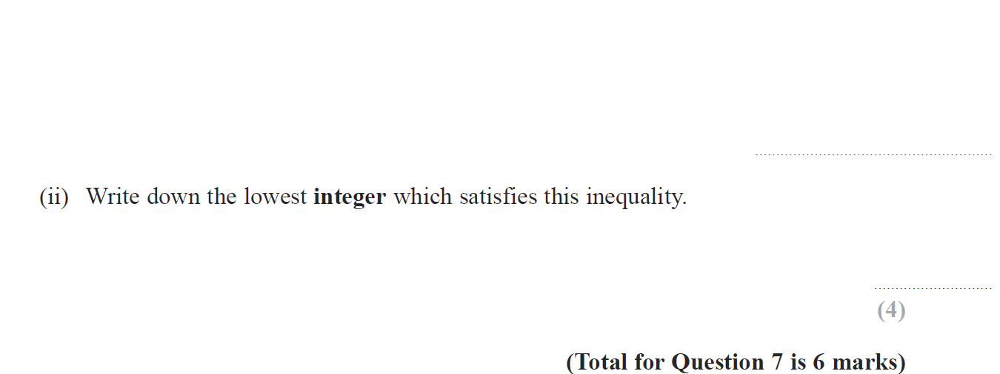 (ii) Write down the lowest integer which satisfies this inequality.
(4)
(Total for Question 7 is 6 marks)